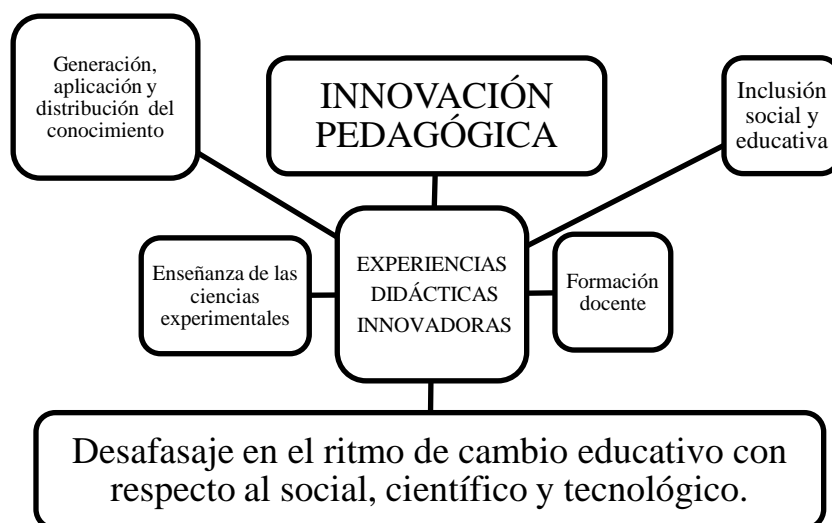 Generación,
aplicación y
distribución del
conocimiento
INNOVACIÓN
PEDAGÓGICA
Inclusión
social y
educativa
Enseñanza de las
ciencias
experimentales
EXPERIENCIAS
DIDÁCTICAS
INNOVADORAS
Formación
docente
Desafasaje en el ritmo de cambio educativo con
respecto al social, científico y tecnológico.